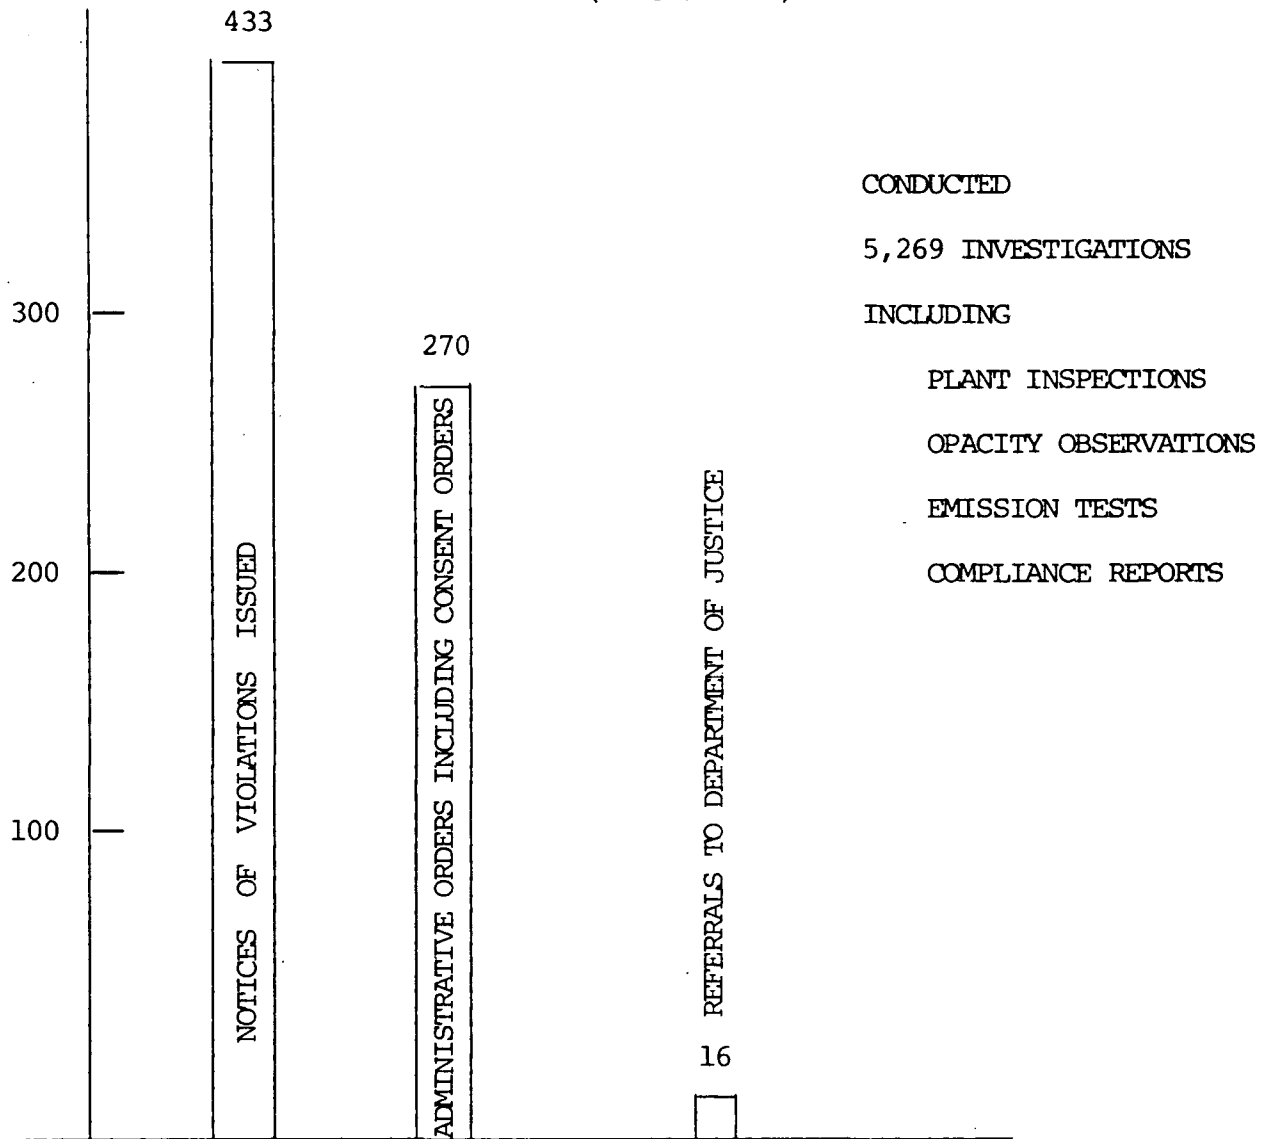 433
300
200
100
NOTICES OF VIOLATIONS ISSUED
270
ADMINISTRATIVE ORDERS INCLUDING CONSENT ORDERS
REFERRALS TO DEPARTMENT OF JUSTICE
16
CONDUCTED
5,269 INVESTIGATIONS
INCLUDING
PLANT INSPECTIONS
OPACITY OBSERVATIONS
EMISSION TESTS
COMPLIANCE REPORTS